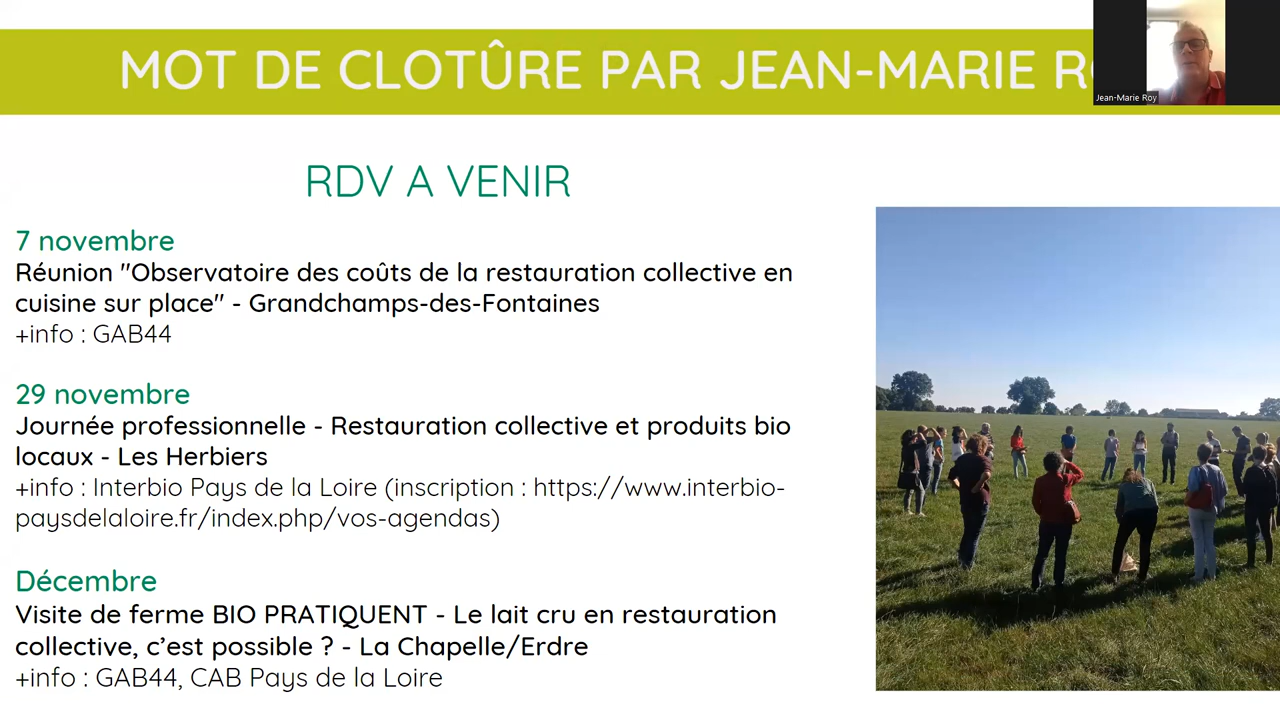 MOT DE CLOTÛRE PAR JEAN-MARIE
Jean-Marie Roy
RDV A VENIR
7 novembre
Réunion "Observatoire des coûts de la restauration collective en
cuisine sur place" - Grandchamps-des-Fontaines
+info : GAB44
29 novembre
Journée professionnelle - Restauration collective et produits bio
locaux - Les Herbiers
+info : Interbio Pays de la Loire (inscription : https://www.interbio-
paysdelaloire.fr/index.php/vos-agendas)
Décembre
Visite de ferme BIO PRATIQUENT - Le lait cru en restauration
collective, c’est possible ? - La Chapelle/Erdre
+info : GAB44, CAB Pays de la Loire